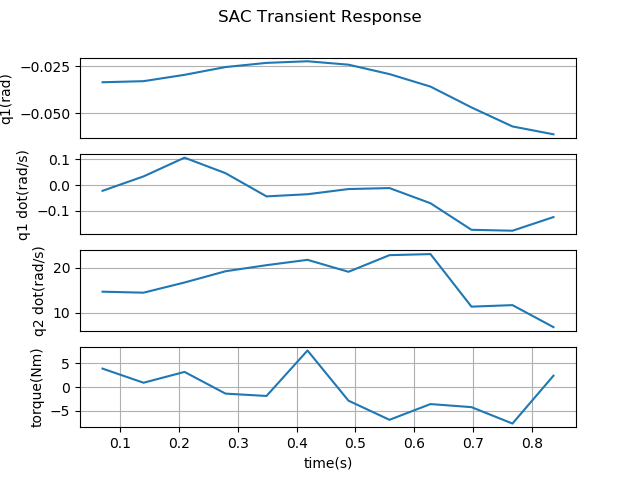 SAC Transient Response
q1(rad)
−0.025
−0.050
q1 dot(rad/s)
0.1
0.0
−0.1
q2 dot(rad/s)
20
10
torque(Nm)
5
0
−5
0.1 0.2 0.3 0.4 0.5 0.6 0.7 0.8
time(s)